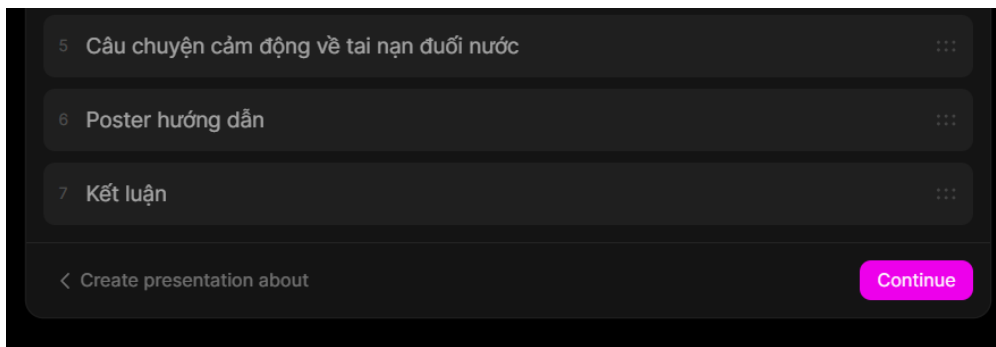 5 Câu chuyện cảm động về tai nạn đuối nước
6 Poster hướng dẫn
7 Kết luận
Create presentation about
Continue